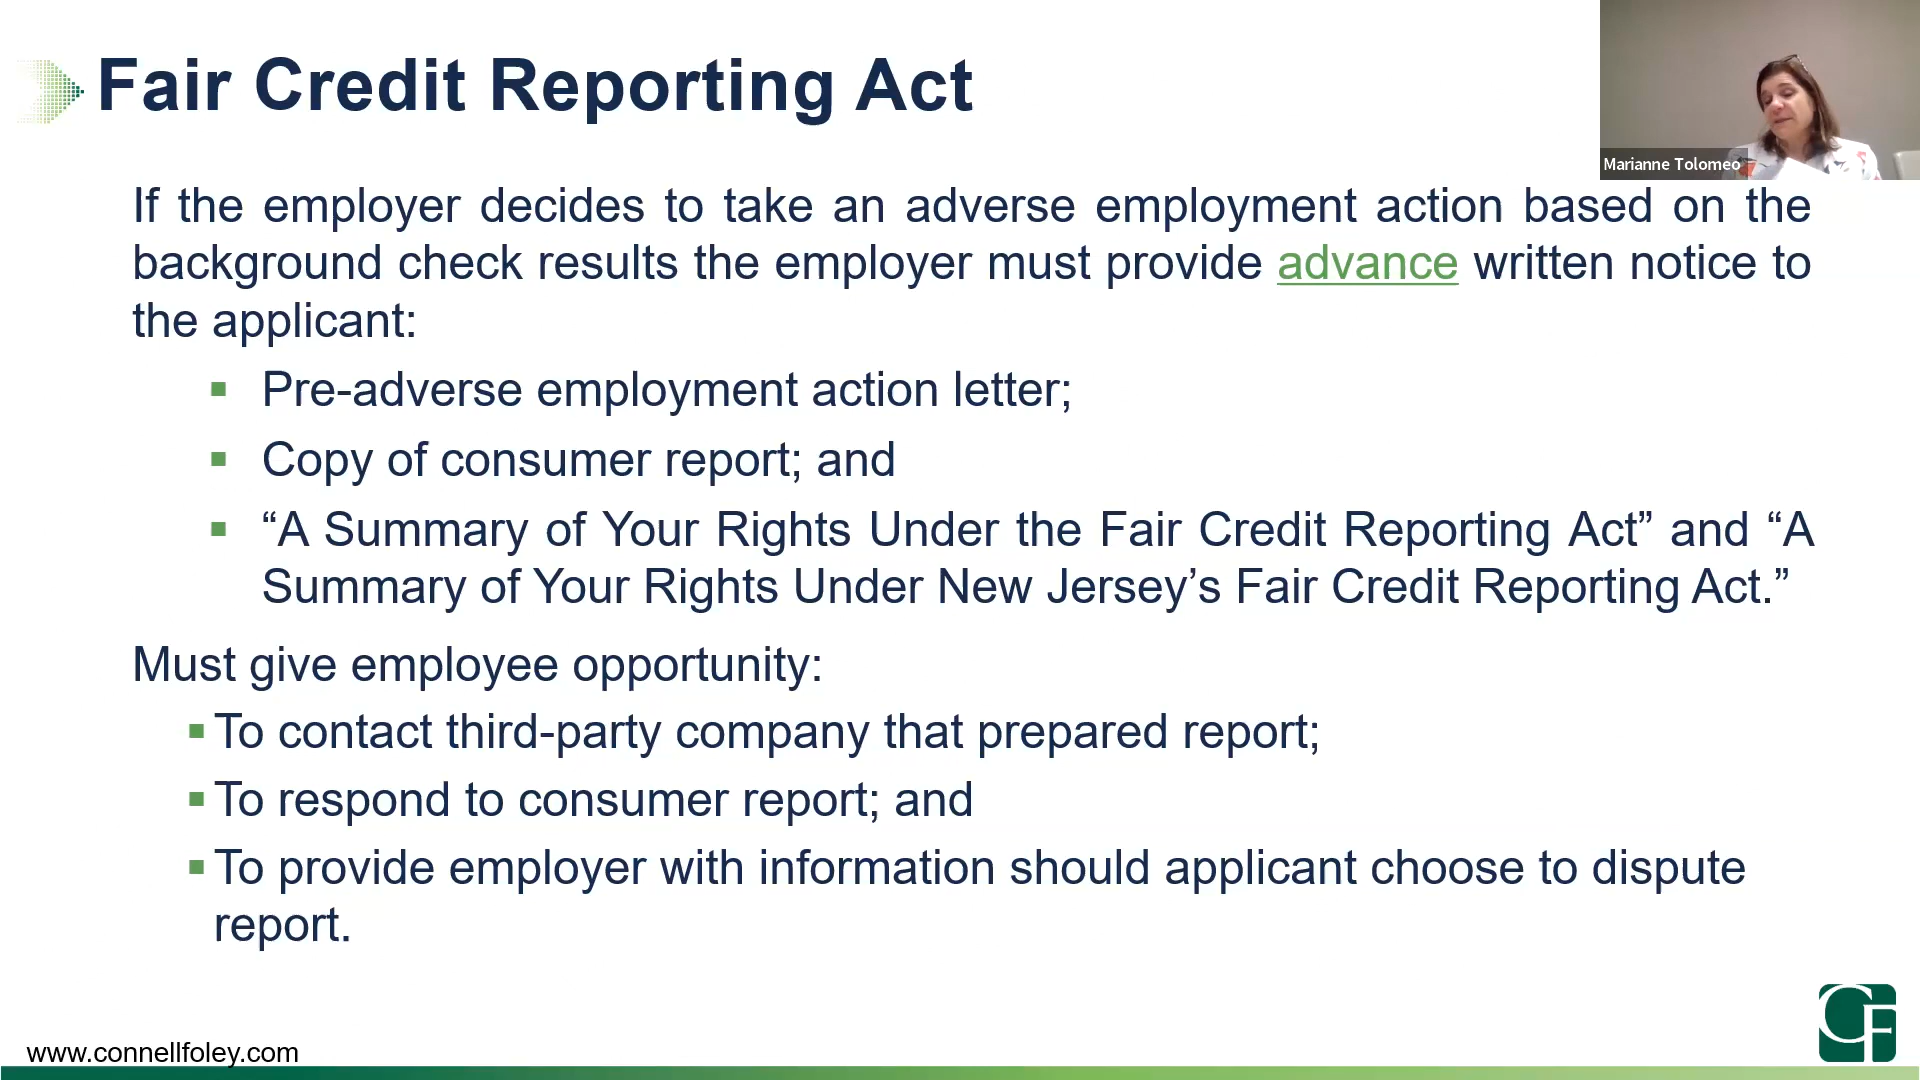 Fair Credit Reporting Act
Marianne Tolomeo
If the employer decides to take an adverse employment action based on the
background check results the employer must provide advance written notice to
the applicant:
▪ Pre-adverse employment action letter;
▪ Copy of consumer report; and
▪ “A Summary of Your Rights Under the Fair Credit Reporting Act” and “A
Summary of Your Rights Under New Jersey’s Fair Credit Reporting Act.”
Must give employee opportunity:
▪ To contact third-party company that prepared report;
▪ To respond to consumer report; and
▪ To provide employer with information should applicant choose to dispute
report.
www.connellfoley.com
CF